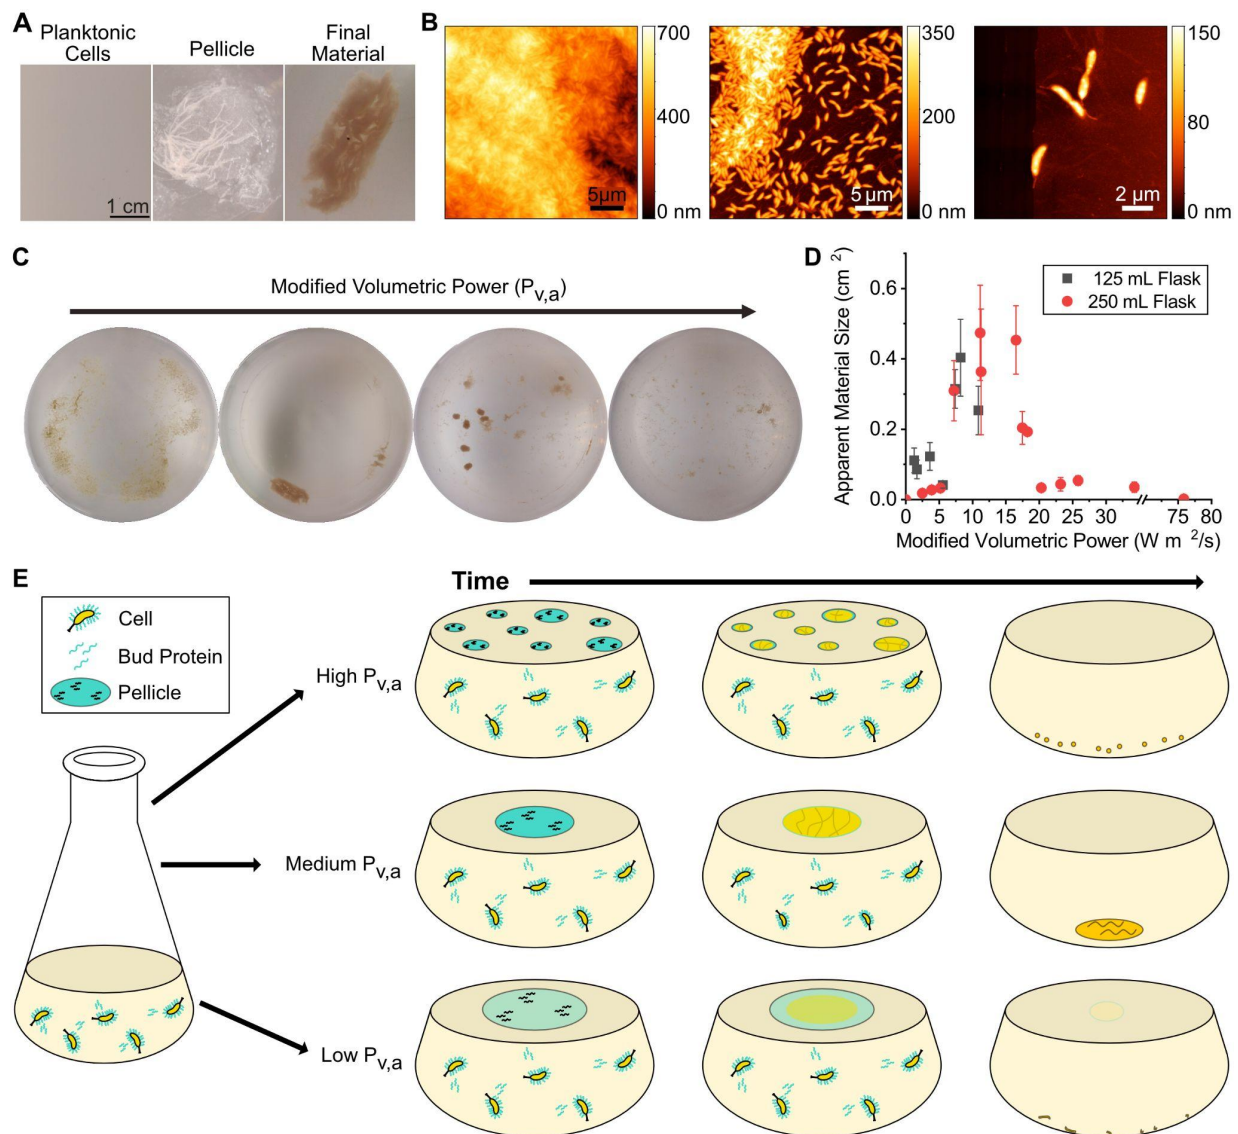 A
Planktonic
Cells
Pellicle
Final
Material
1 cm
B
700
400
0 nm
5µm
350
200
0 nm
5 µm
150
80
0 nm
2 µm
C
Modified Volumetric Power (Pv,a)
D
Apparent Material Size (cm 2)
0.6
0.4
0.2
0.0
125 mL Flask
250 mL Flask
0 5 10 15 20 25 30 75 80
Modified Volumetric Power (W m 2/s)
E
Cell
Bud Protein
Pellicle
Time
High Pv,a
Medium Pv,a
Low Pv,a